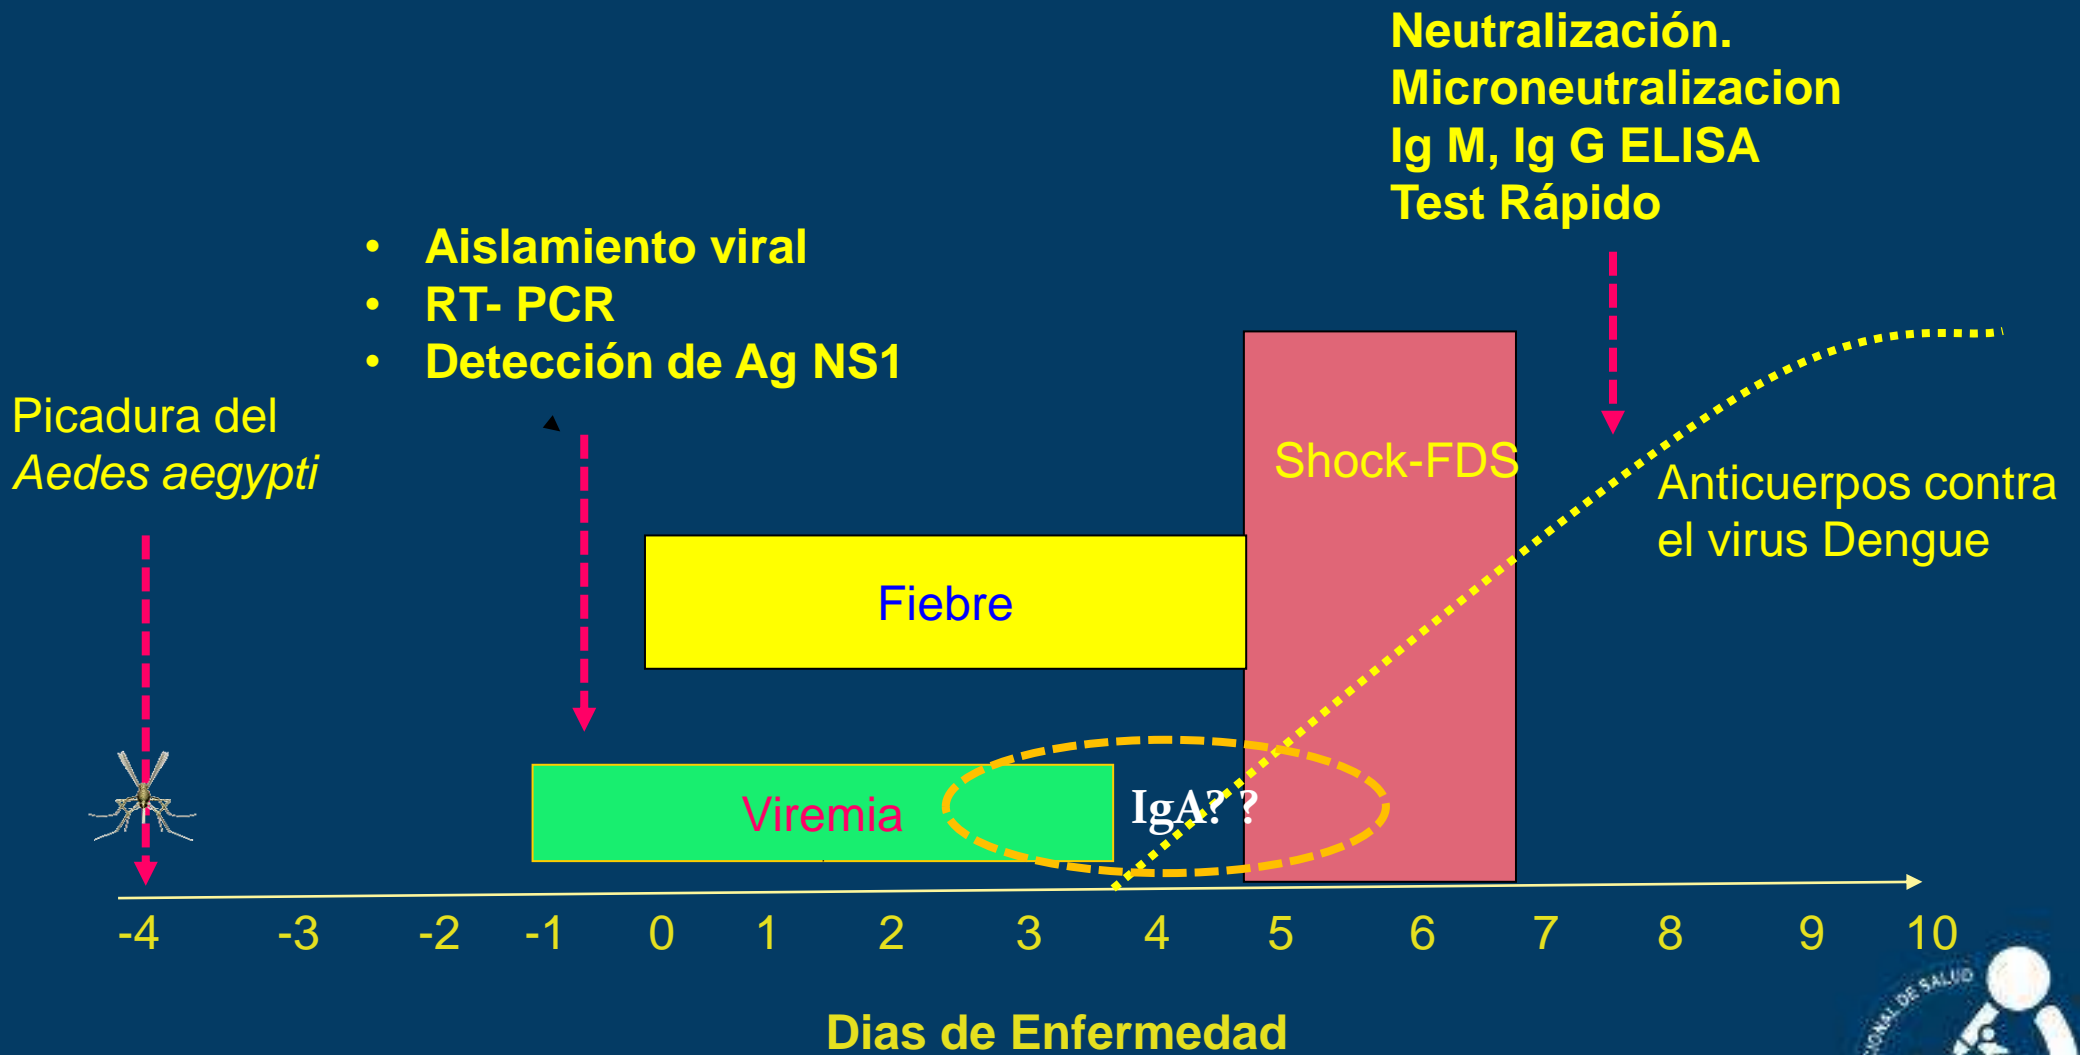 Neutralización.
Microneutralizacion
Ig M, Ig G ELISA
Test Rápido
• Aislamiento viral
• RT- PCR
• Detección de Ag NS1
Picadura del
Aedes aegypti
Shock-FDS
Anticuerpos contra
el virus Dengue
Fiebre
Viremia
IgA? ?
-4 -3 -2 -1 0 1 2 3 4 5 6 7 8 9 10
Dias de Enfermedad
DE SALUD